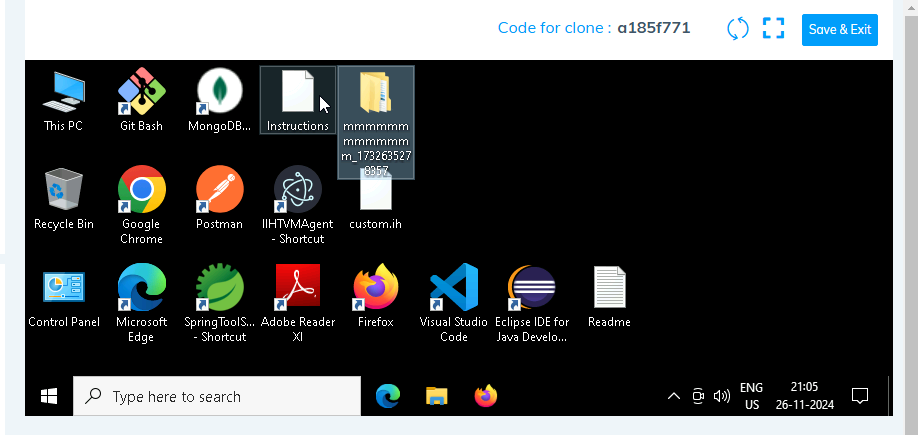 Code for clone : a185f771
Save & Exit
This PC
Git Bash
MongoDB...
Instructions
mmmmmmm
mmmmmmm
m_173263527
8357
Recycle Bin
Google
Chrome
Postman
IIHTVMAgent
- Shortcut
custom.ih
Control Panel
Microsoft
Edge
SpringToolS...
- Shortcut
Adobe Reader
XI
Firefox
Visual Studio
Code
Eclipse IDE for
Java Develo...
Readme
Type here to search
ENG
US
21:05
26-11-2024